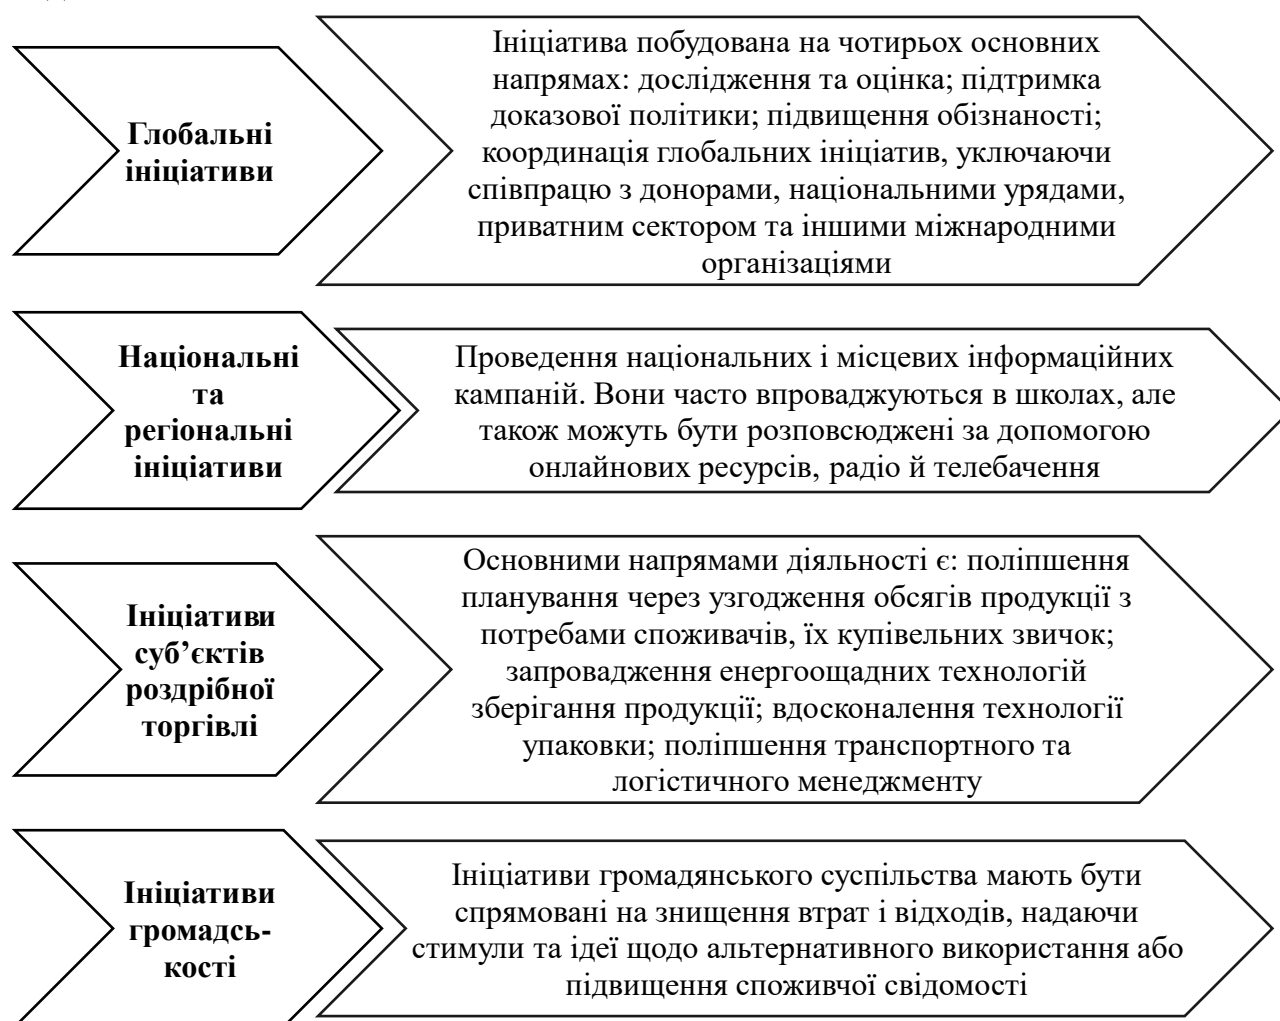 Глобальні
ініціативи
Ініціатива побудована на чотирьох основних
напрямах: дослідження та оцінка; підтримка
доказової політики; підвищення обізнаності;
координація глобальних ініціатив, уключаючи
співпрацю з донорами, національними урядами,
приватним сектором та іншими міжнародними
організаціями
Національні
та
регіональні
ініціативи
Проведення національних і місцевих інформаційних
кампаній. Вони часто впроваджуються в школах, але
також можуть бути розповсюджені за допомогою
онлайнових ресурсів, радіо й телебачення
Ініціативи
суб’єктів
роздрібної
торгівлі
Основними напрямами діяльності є: поліпшення
планування через узгодження обсягів продукції з
потребами споживачів, їх купівельних звичок;
запровадження енергоощадних технологій
зберігання продукції; вдосконалення технології
упаковки; поліпшення транспортного та
логістичного менеджменту
Ініціативи
громадсь-
кості
Ініціативи громадянського суспільства мають бути
спрямовані на знищення втрат і відходів, надаючи
стимули та ідеї щодо альтернативного використання або
підвищення споживчої свідомості